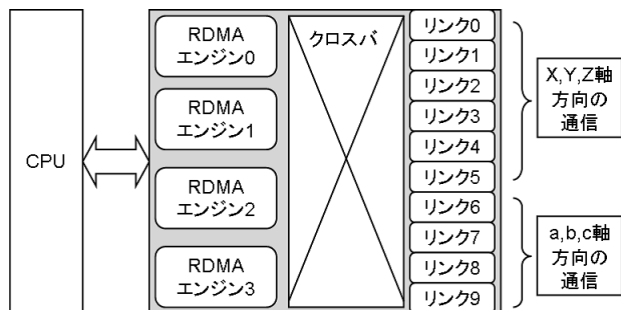 CPU
RDMA
エンジン0
RDMA
エンジン1
RDMA
エンジン2
RDMA
エンジン3
クロスバ
リンク0
リンク1
リンク2
リンク3
リンク4
リンク5
リンク6
リンク7
リンク8
リンク9
X,Y,Z軸
方向の
通信
a,b,c軸
方向の
通信